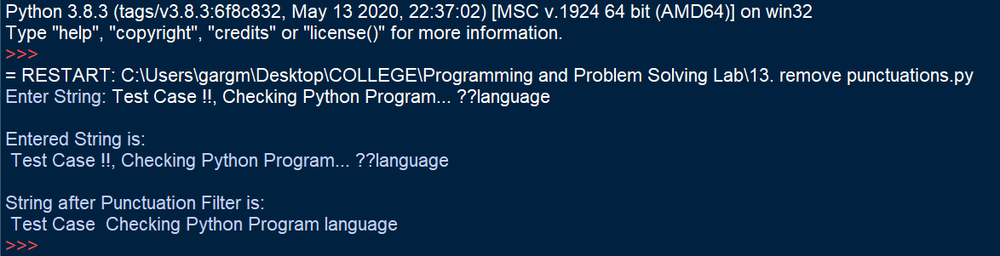 Python 3.8.3 (tags/v3.8.3:6f8c832, May 13 2020, 22:37:02) [MSC v.1924 64 bit (AMD64)] on win32
Type "help", "copyright", "credits" or "license()" for more information.
>>>
= RESTART: C:\Users\gargm\Desktop\COLLEGE\Programming and Problem Solving Lab\13. remove punctuations.py
Enter String: Test Case !!, Checking Python Program... ??language
Entered String is:
 Test Case !!, Checking Python Program... ??language
String after Punctuation Filter is:
 Test Case  Checking Python Program language
>>>